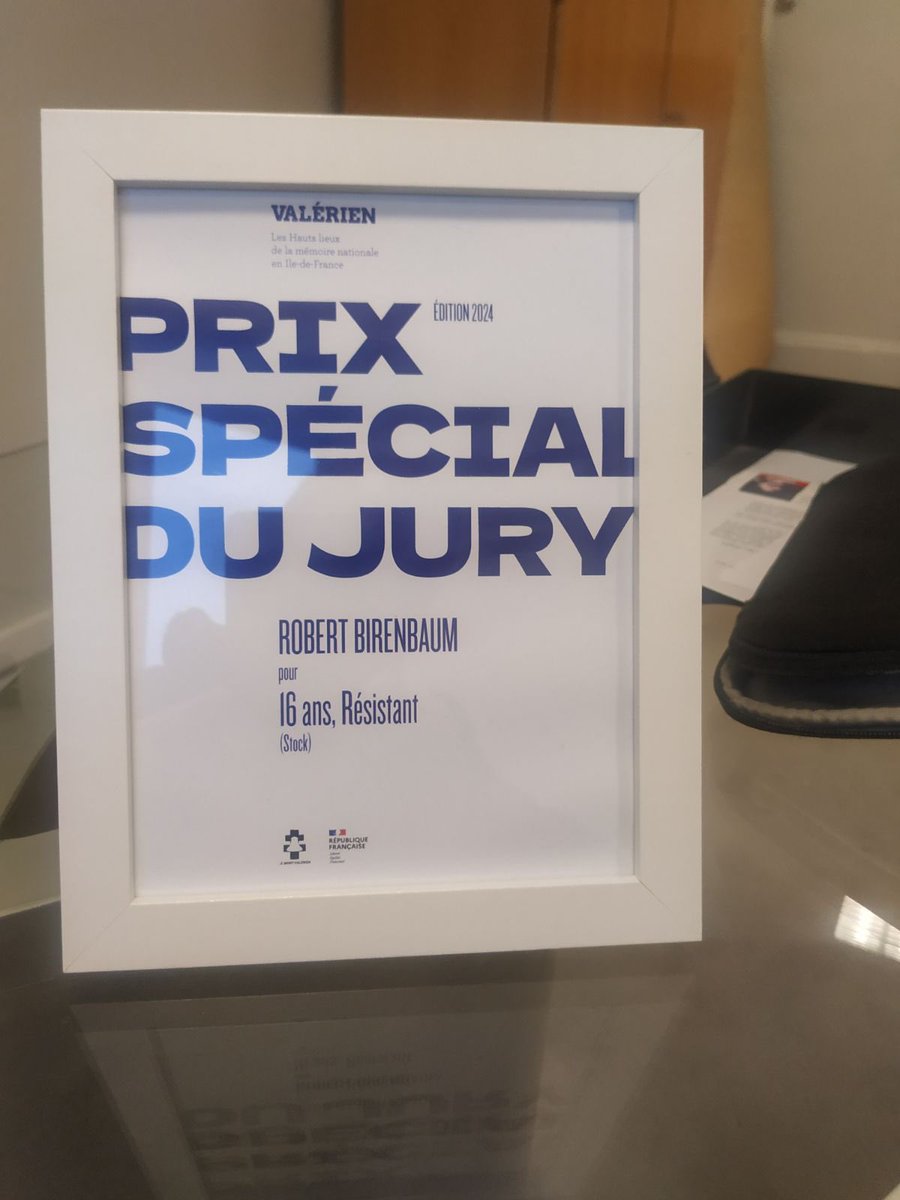 VALÉRIEN
Les Hauts lieux
de la mémoire nationale
en Ile-de-France
PRIX
ÉDITION 2024
SPÉCIAL
DU JURY
ROBERT BIRENBAUM
pour
16 ans, Résistant
(Stock)
RÉPUBLIQUE
FRANÇAISE